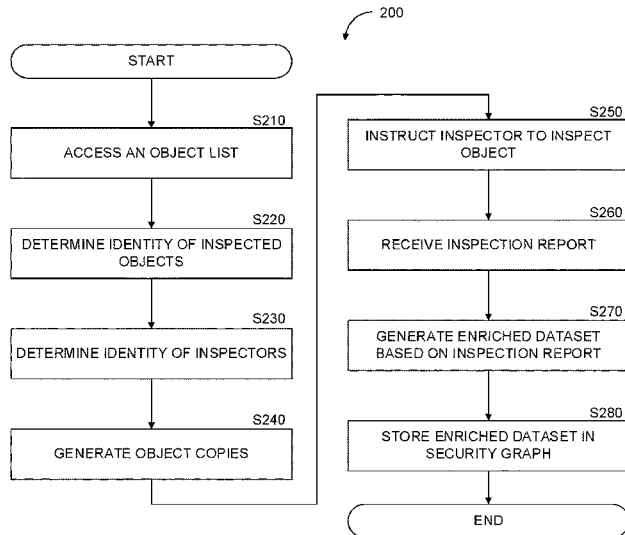 200
START
S210
ACCESS AN OBJECT LIST
S220
DETERMINE IDENTITY OF INSPECTED
OBJECTS
S230
DETERMINE IDENTITY OF INSPECTORS
S240
GENERATE OBJECT COPIES
S250
INSTRUCT INSPECTOR TO INSPECT
OBJECT
S260
RECEIVE INSPECTION REPORT
S270
GENERATE ENRICHED DATASET
BASED ON INSPECTION REPORT
S280
STORE ENRICHED DATASET IN
SECURITY GRAPH
END